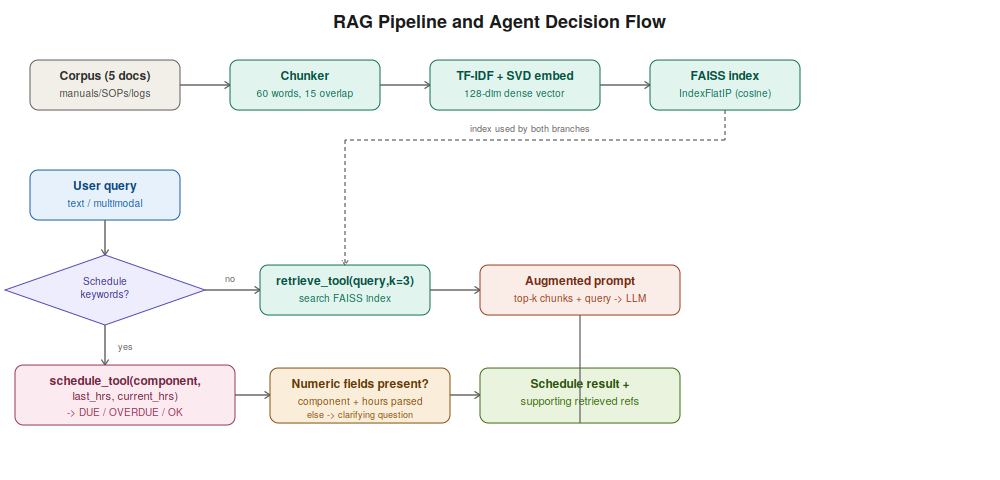 RAG Pipeline and Agent Decision Flow
Corpus (5 docs)
manuals/SOPs/logs
Chunker
60 words, 15 overlap
TF-IDF + SVD embed
128-dim dense vector
FAISS index
IndexFlatIP (cosine)
index used by both branches
User query
text / multimodal
Schedule
keywords?
no
retrieve_tool(query,k=3)
search FAISS index
Augmented prompt
top-k chunks + query -> LLM
yes
schedule_tool(component,
last_hrs, current_hrs)
-> DUE / OVERDUE / OK
Numeric fields present?
component + hours parsed
else -> clarifying question
Schedule result +
supporting retrieved refs